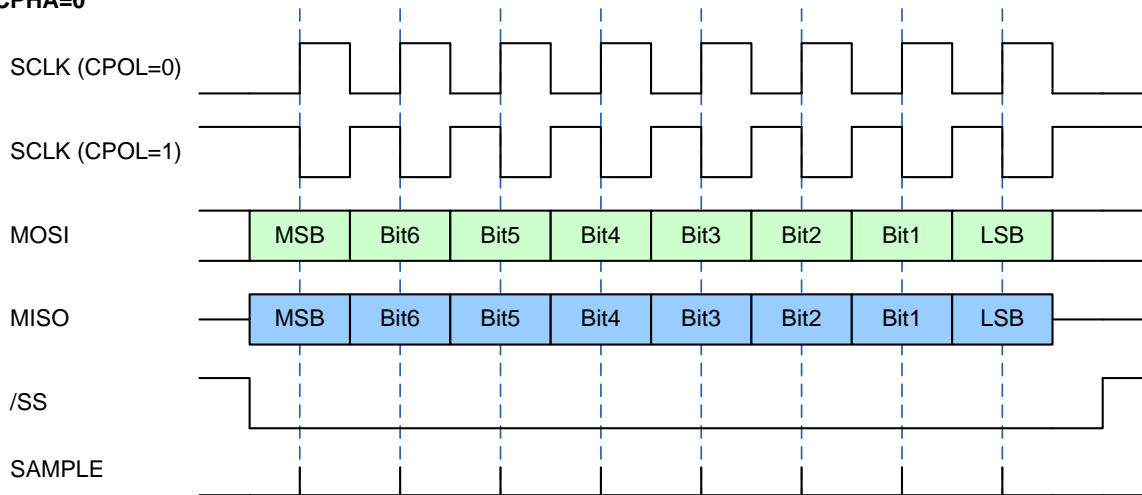 CPHA=0
SCLK (CPOL=0)
SCLK (CPOL=1)
MOSI MSB Bit6 Bit5 Bit4 Bit3 Bit2 Bit1 LSB
MISO MSB Bit6 Bit5 Bit4 Bit3 Bit2 Bit1 LSB
/SS
SAMPLE